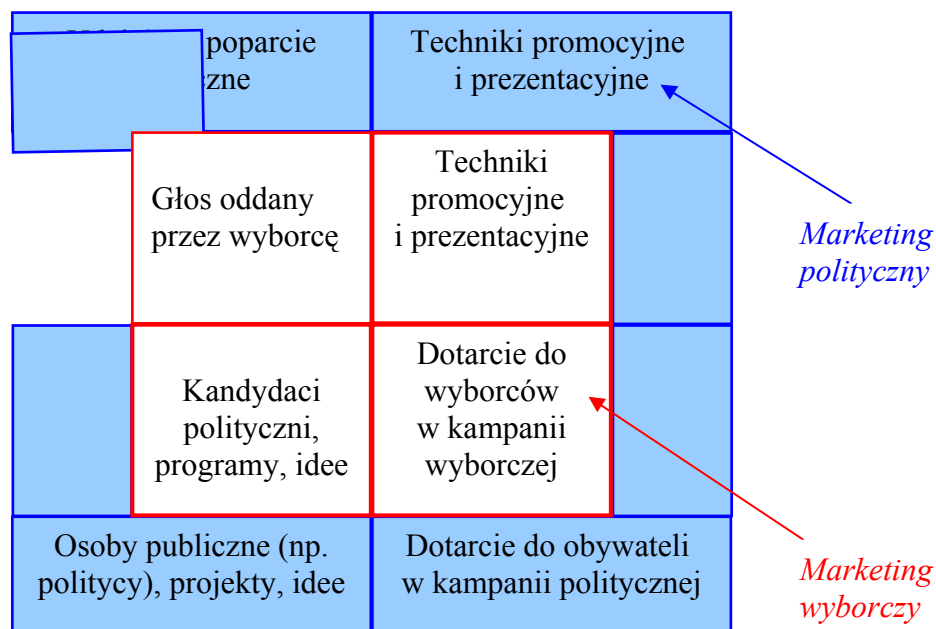 poparcie
Techniki promocyjne
i prezentacyjne
Głos oddany
przez wyborcę
Techniki
promocyjne
i prezentacyjne
Marketing
polityczny
Kandydaci
polityczni,
programy, idee
Dotarcie do
wyborców
w kampanii
wyborczej
Osoby publiczne (np.
politycy), projekty, idee
Dotarcie do obywateli
w kampanii politycznej
Marketing
wyborczy